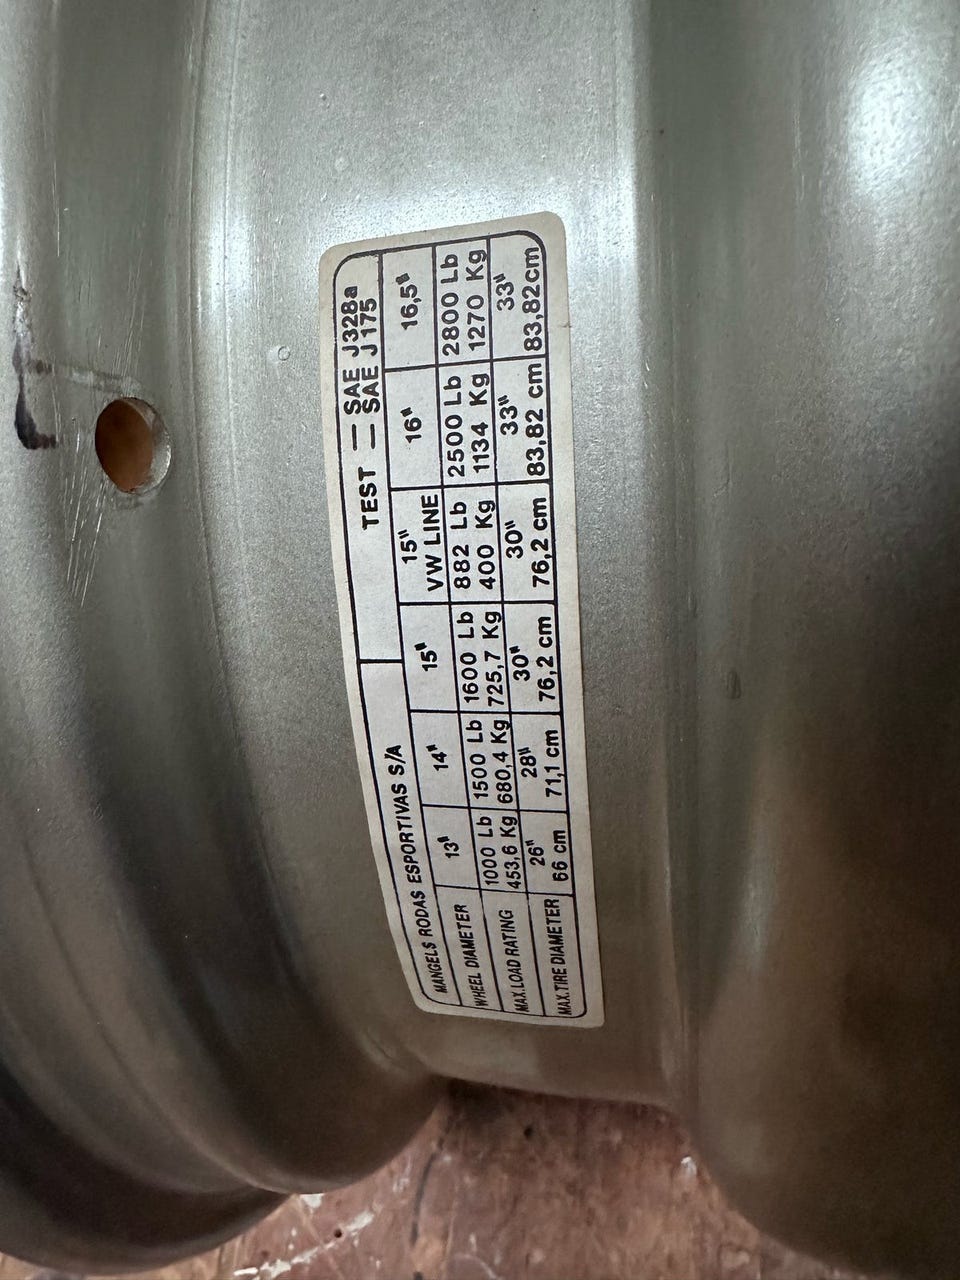 MANGELS RODAS ESPORTIVAS S/A TEST — SAE J328a
— SAE J175
WHEEL DIAMETER 13" 14" 15" 15" VW LINE 16" 16,5"
MAX.LOAD RATING 1000 Lb 453,6 Kg 1500 Lb 680,4 Kg 1600 Lb 725,7 Kg 882 Lb 400 Kg 2500 Lb 1134 Kg 2800 Lb 1270 Kg
MAX.TIRE DIAMETER 26" 66 cm 28" 71,1 cm 30" 76,2 cm 30" 76,2 cm 33" 83,82 cm 33" 83,82cm